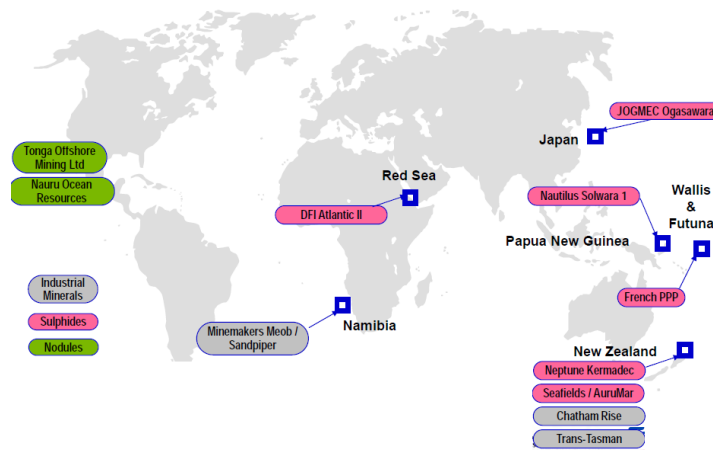 JOGMEC Ogasawara
Japan
Tonga Offshore
Mining Ltd
Nauru Ocean
Resources
Red Sea
DFI Atlantic II
Nautilus Solwara 1
Wallis
&
Futuna
Papua New Guinea
Industrial
Minerals
Sulphides
Nodules
French PPP
Minemakers Meob /
Sandpiper
Namibia
New Zealand
Neptune Kermadec
Seafields / AuruMar
Chatham Rise
Trans-Tasman